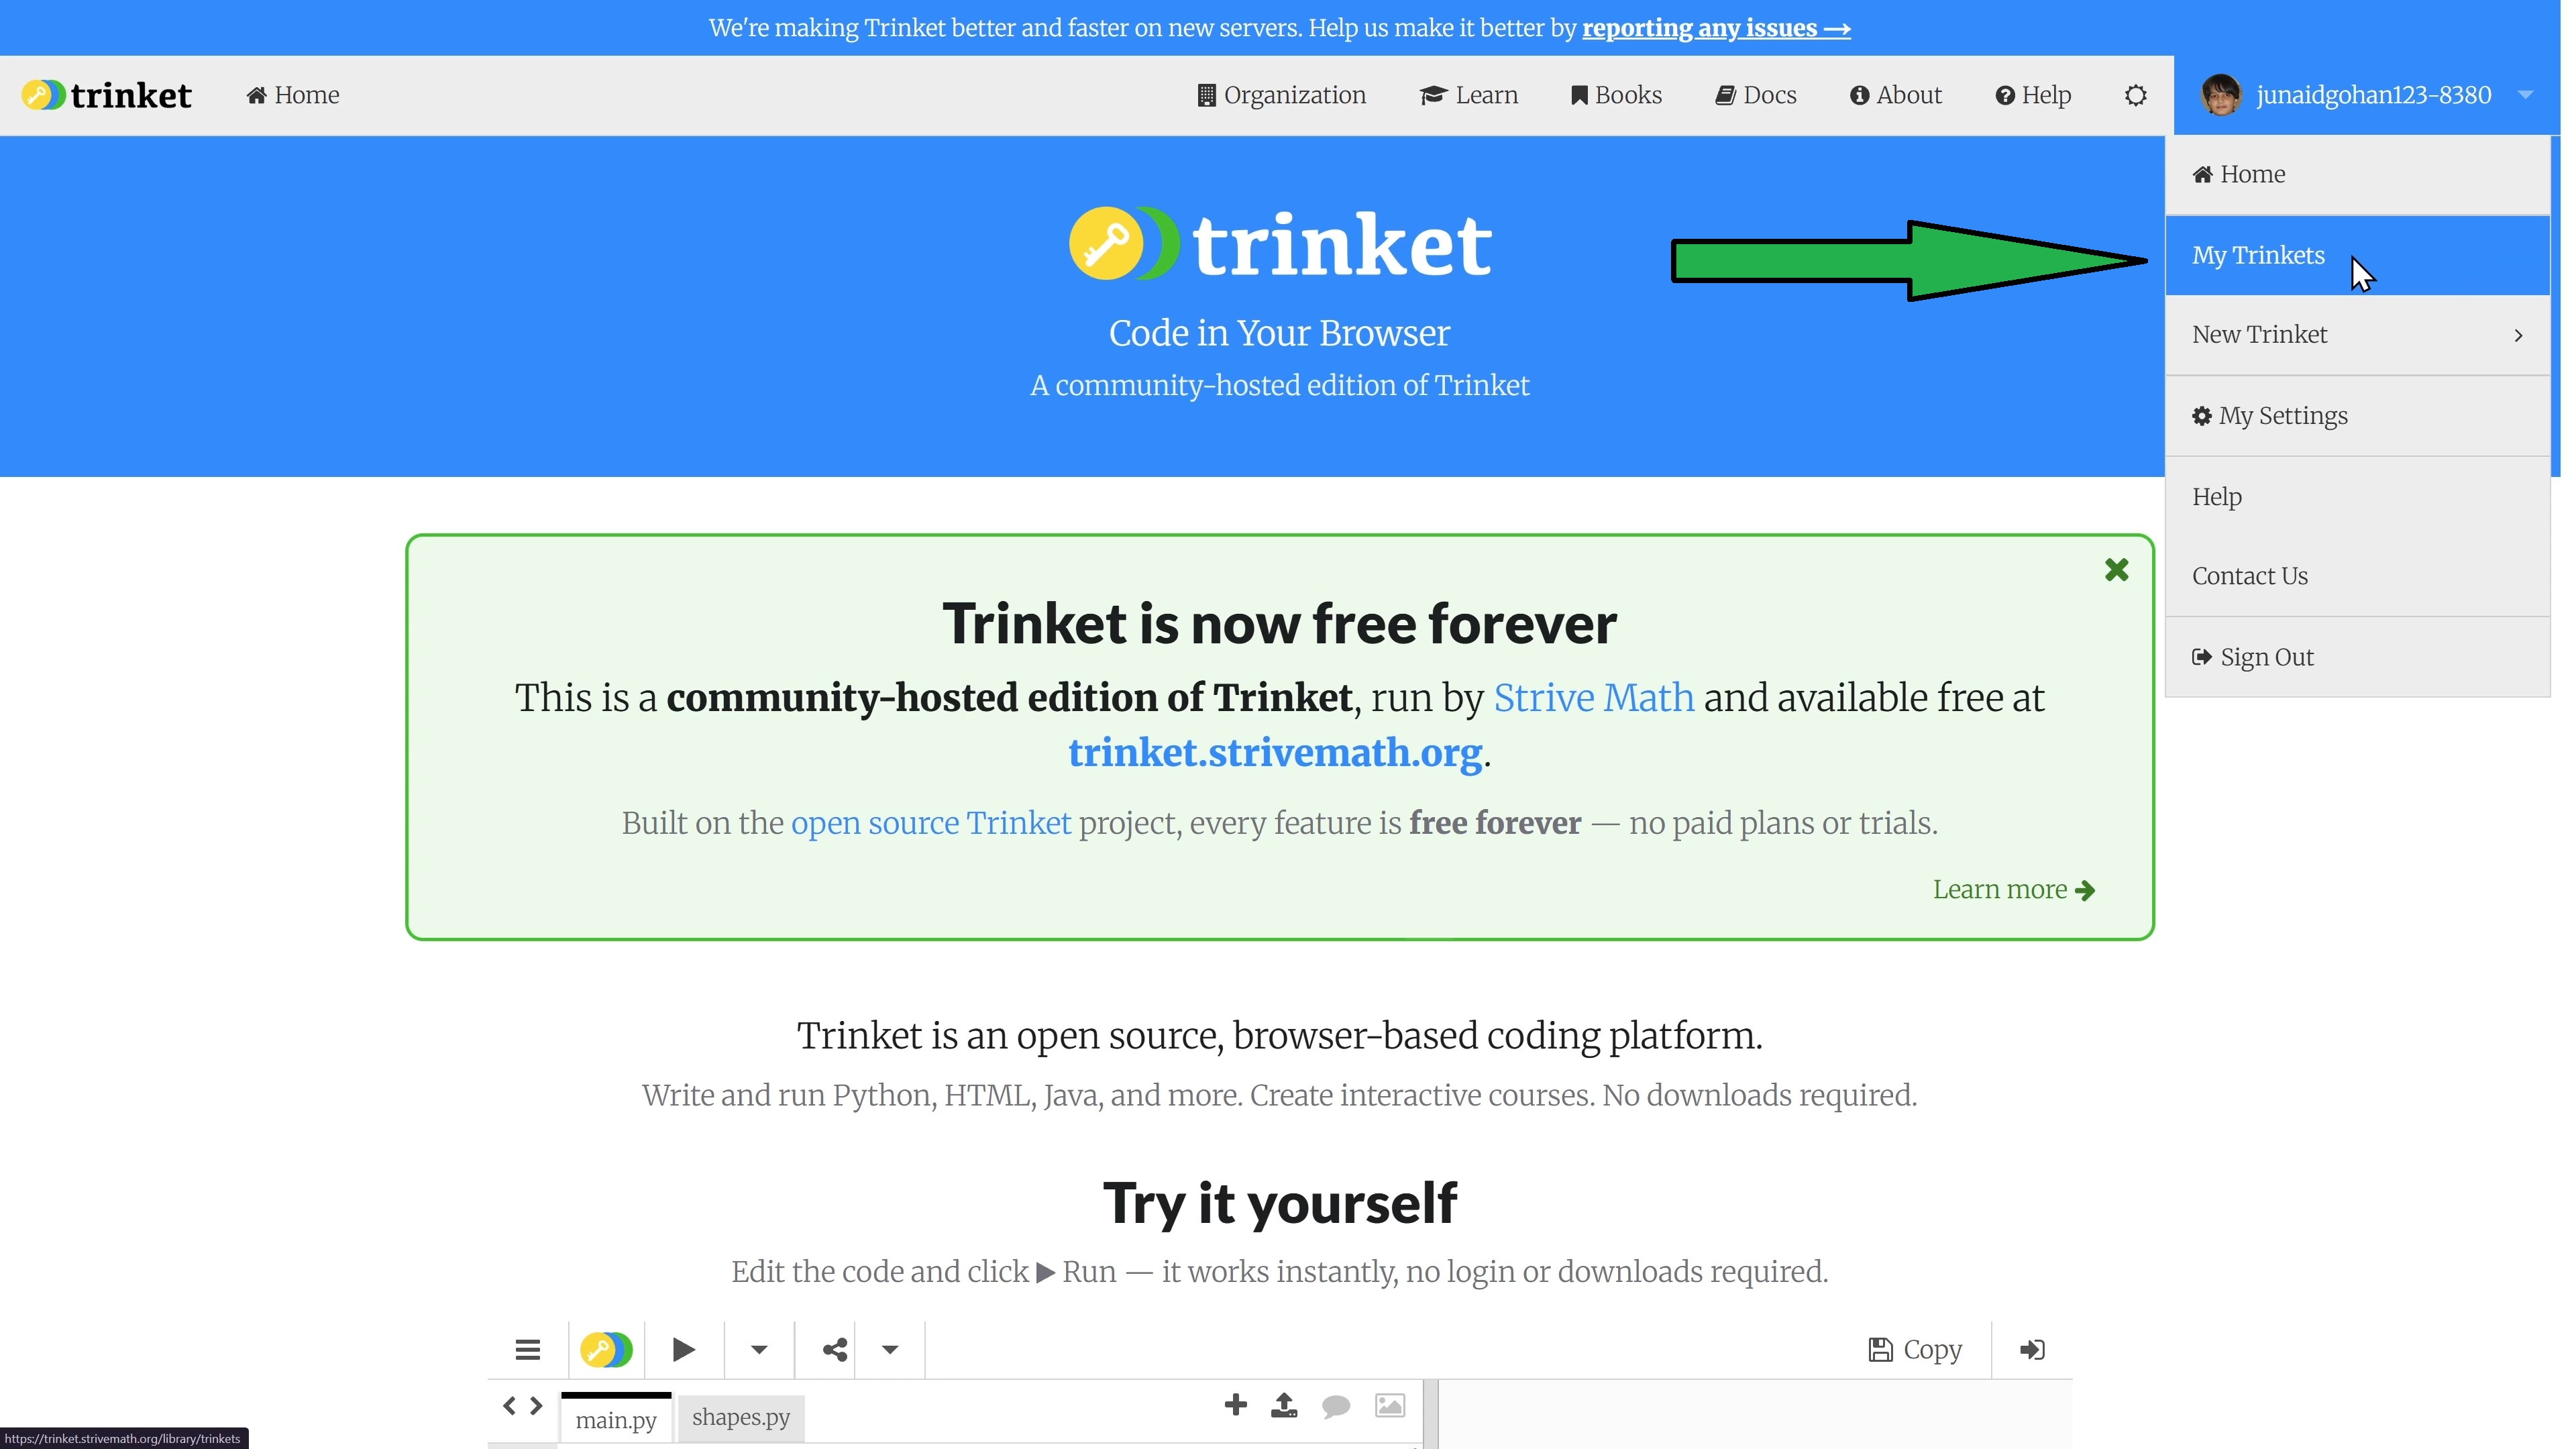 We're making Trinket better and faster on new servers. Help us make it better by reporting any issues →
trinket
Home
Organization
Learn
Books
Docs
About
Help
junaidgohan123-8380
Home
My Trinkets
New Trinket
My Settings
Help
Contact Us
Sign Out
trinket
Code in Your Browser
A community-hosted edition of Trinket
Trinket is now free forever
This is a community-hosted edition of Trinket, run by Strive Math and available free at
trinket.strivemath.org.
Built on the open source Trinket project, every feature is free forever — no paid plans or trials.
Learn more
Trinket is an open source, browser-based coding platform.
Write and run Python, HTML, Java, and more. Create interactive courses. No downloads required.
Try it yourself
Edit the code and click ▶ Run — it works instantly, no login or downloads required.
Copy
main.py
shapes.py
https://trinket.strivemath.org/library/trinkets